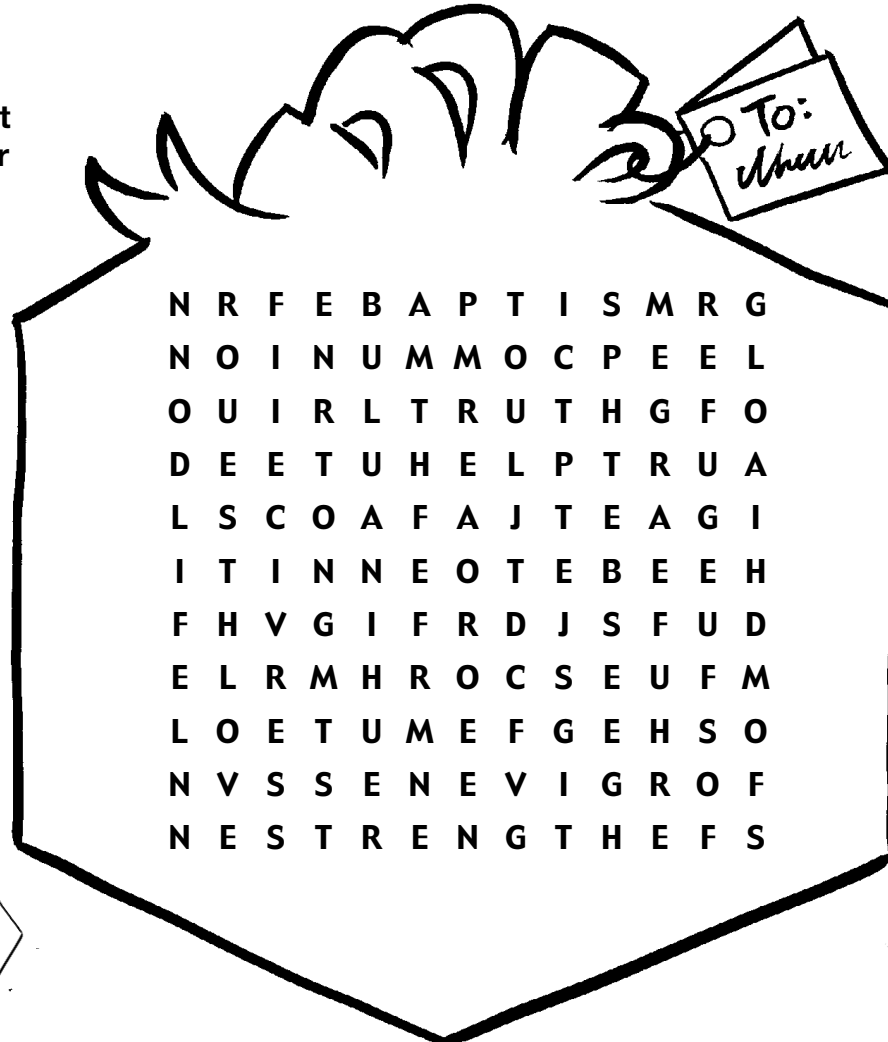 t
r
To:
N R F E B A P T I S M R G
N O I N U M M O C P E E L
O U I R L T R U T H G F O
D E E T U H E L P T R U A
L S C O A F A J T E A G I
I T I N N E O T E B E E H
F H V G I F R D J S F U D
E L R M H R O C S E U F M
L O E T U M E F G E H S O
N V S S E N E V I G R O F
N E S T R E N G T H E F S